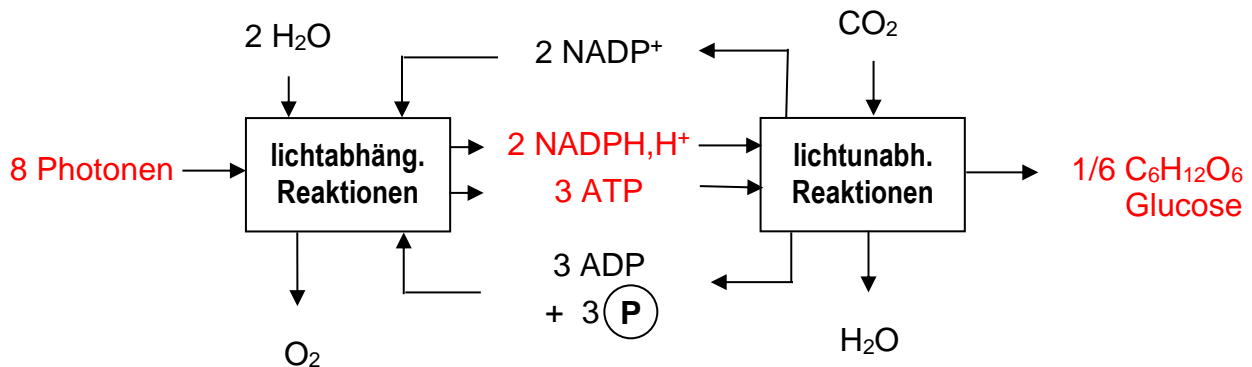 2 H₂O
2 NADP⁺
CO₂
8 Photonen
lichtabhäng.
Reaktionen
2 NADPH,H⁺
3 ATP
lichtunabh.
Reaktionen
1/6 C₆H₁₂O₆
Glucose
3 ADP
+ 3 P
O₂
H₂O